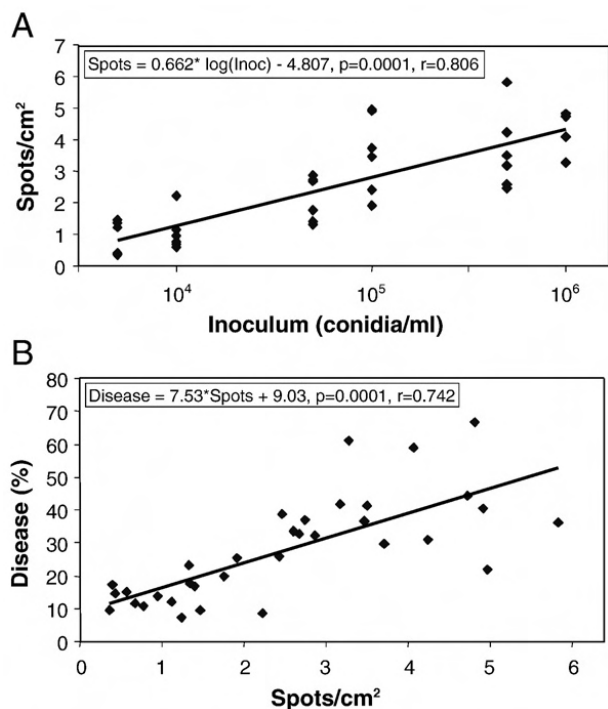 A
Spots = 0.662* log(Inoc) - 4.807, p=0.0001, r=0.806
7
6
5
4
3
2
1
0
Spots/cm²
10⁴ 10⁵ 10⁶
Inoculum (conidia/ml)
B
Disease = 7.53*Spots + 9.03, p=0.0001, r=0.742
80
70
60
50
40
30
20
10
0
Disease (%)
0 1 2 3 4 5 6
Spots/cm²